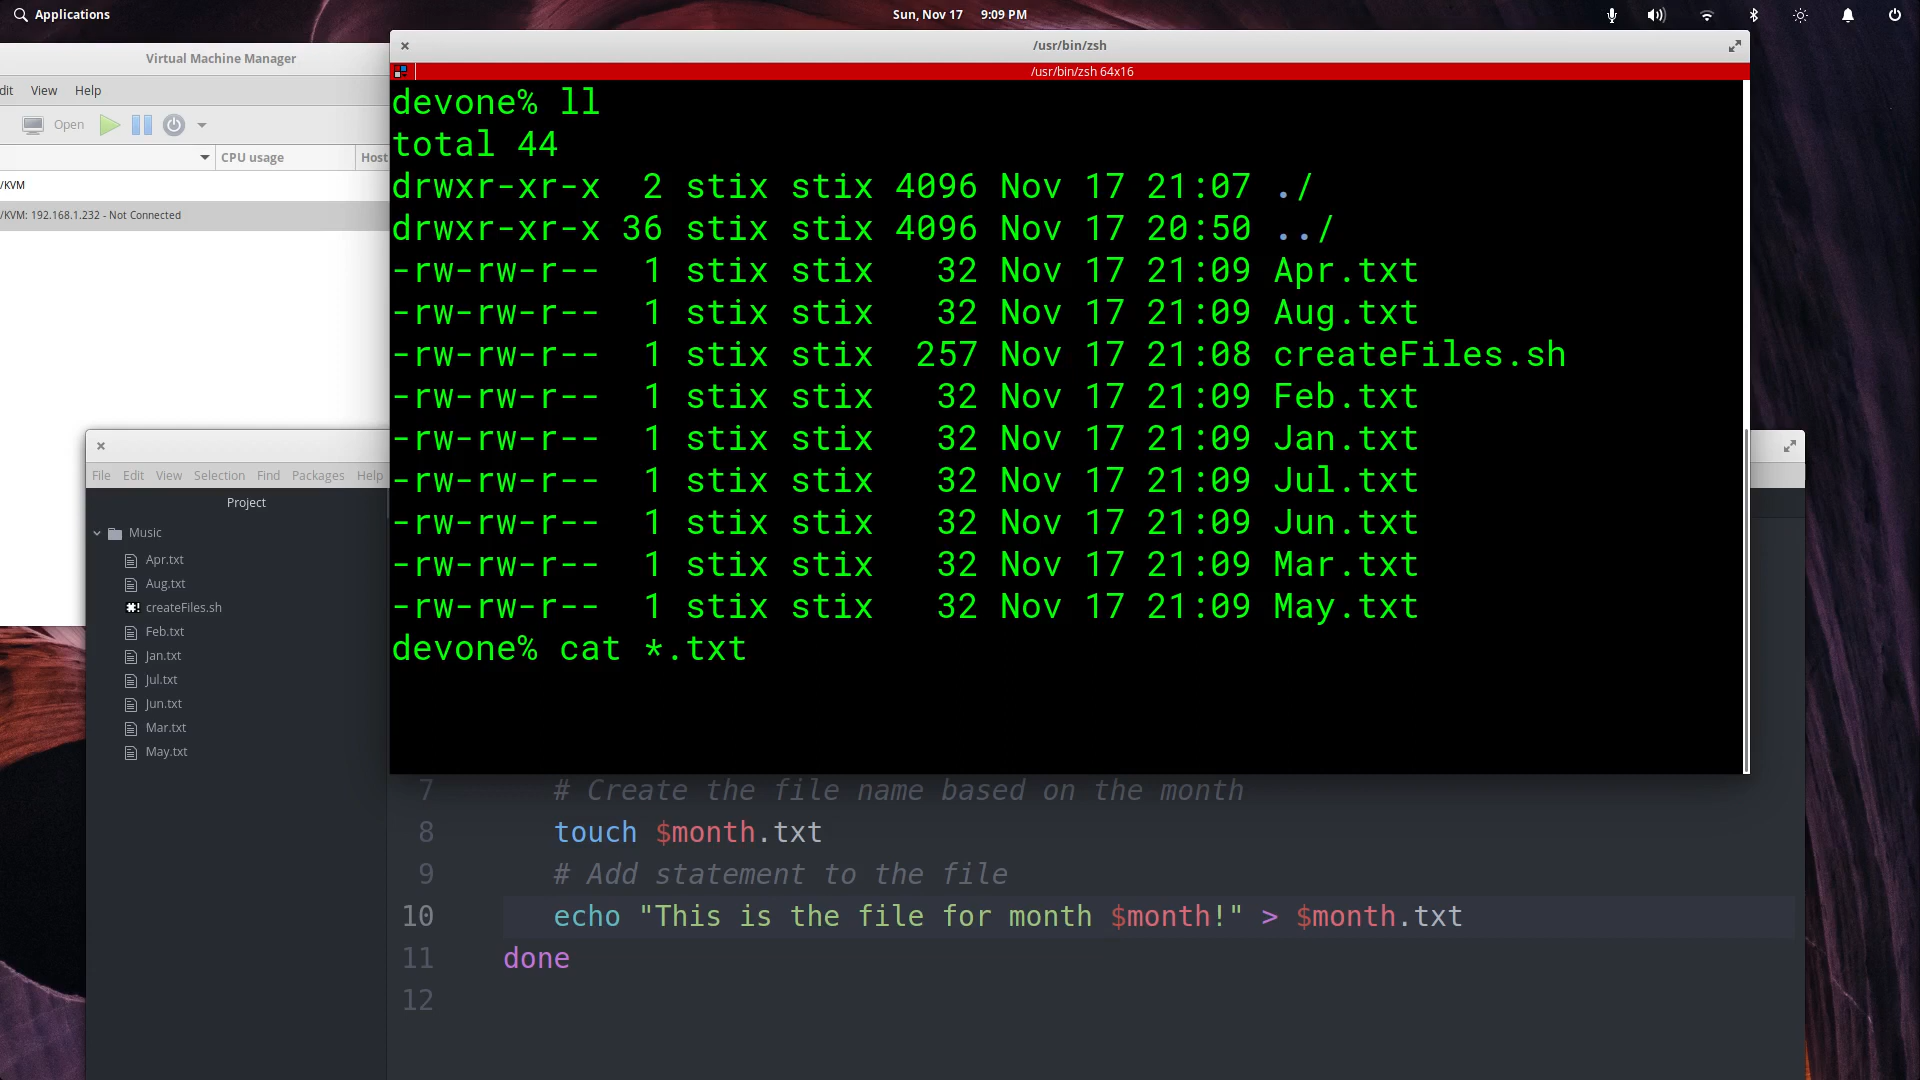 Applications
Sun, Nov 17 9:09 PM
Virtual Machine Manager
dit View Help
Open
CPU usage Host
/KVM
/KVM: 192.168.1.232 - Not Connected
/usr/bin/zsh
/usr/bin/zsh 64x16
devone% ll
total 44
drwxr-xr-x  2 stix stix 4096 Nov 17 21:07 ./
drwxr-xr-x 36 stix stix 4096 Nov 17 20:50 ../
-rw-rw-r--  1 stix stix   32 Nov 17 21:09 Apr.txt
-rw-rw-r--  1 stix stix   32 Nov 17 21:09 Aug.txt
-rw-rw-r--  1 stix stix  257 Nov 17 21:08 createFiles.sh
-rw-rw-r--  1 stix stix   32 Nov 17 21:09 Feb.txt
-rw-rw-r--  1 stix stix   32 Nov 17 21:09 Jan.txt
-rw-rw-r--  1 stix stix   32 Nov 17 21:09 Jul.txt
-rw-rw-r--  1 stix stix   32 Nov 17 21:09 Jun.txt
-rw-rw-r--  1 stix stix   32 Nov 17 21:09 Mar.txt
-rw-rw-r--  1 stix stix   32 Nov 17 21:09 May.txt
devone% cat *.txt
File Edit View Selection Find Packages Help
Project
Music
Apr.txt
Aug.txt
createFiles.sh
Feb.txt
Jan.txt
Jul.txt
Jun.txt
Mar.txt
May.txt
7 # Create the file name based on the month
8 touch $month.txt
9 # Add statement to the file
10 echo "This is the file for month $month!" > $month.txt
11 done
12